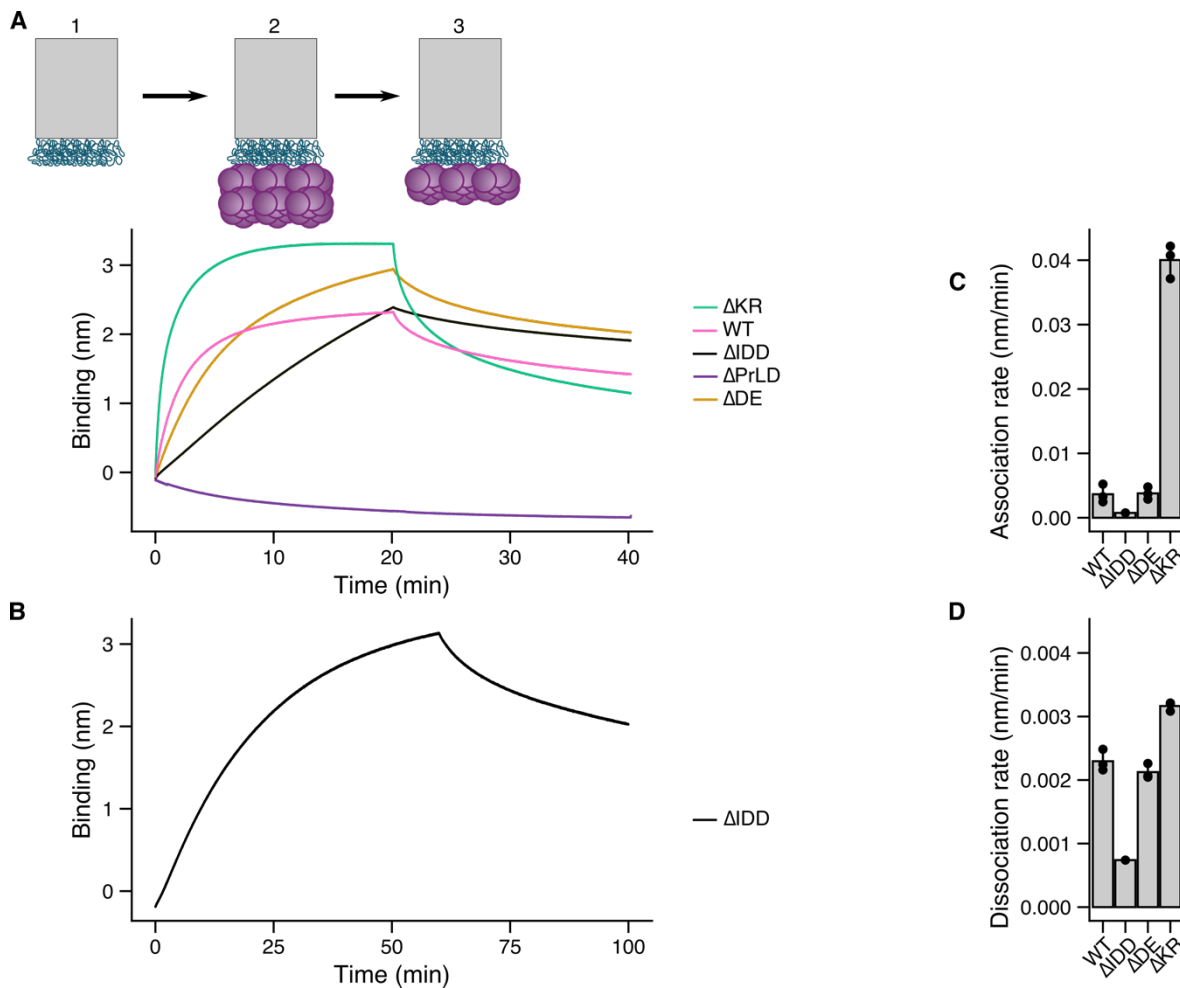 A
1 2 3
3
2
1
0
Binding (nm)
0 10 20 30 40
Time (min)
ΔKR
WT
ΔIDD
ΔPrLD
ΔDE
B
3
2
1
0
Binding (nm)
0 25 50 75 100
Time (min)
ΔIDD
C
0.04
0.03
0.02
0.01
0.00
Association rate (nm/min)
WT ΔIDD ΔDE ΔKR
D
0.004
0.003
0.002
0.001
0.000
Dissociation rate (nm/min)
WT ΔIDD ΔDE ΔKR